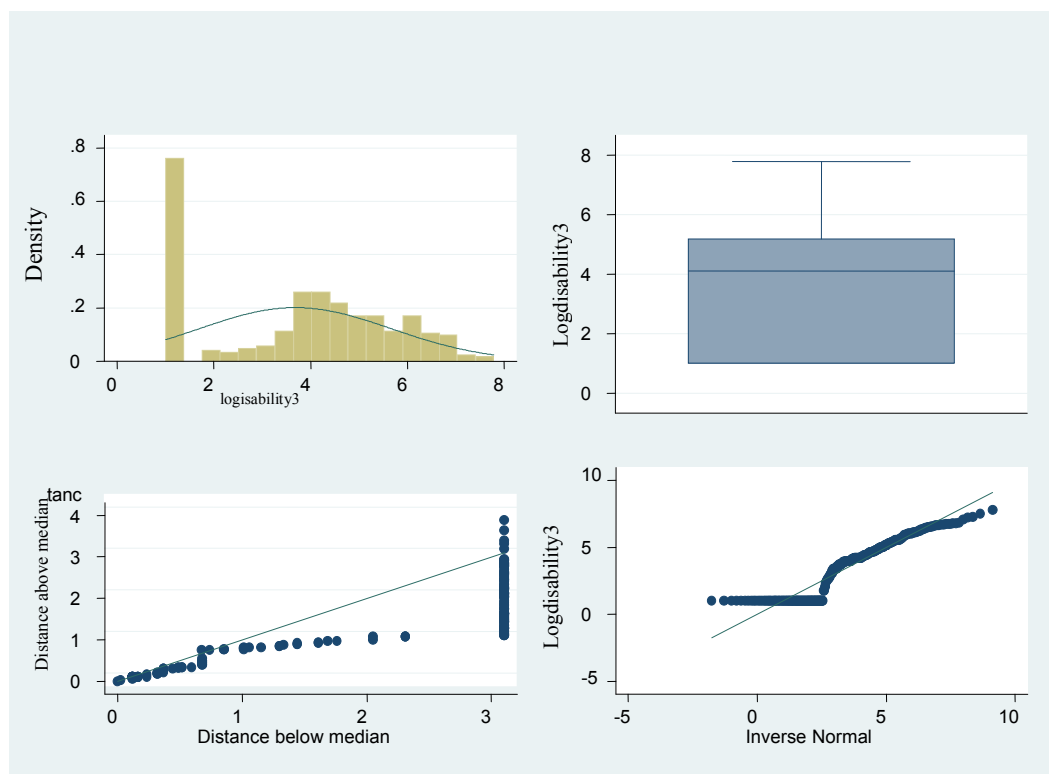 Density
.8
.6
.4
.2
0
0 2 4 6 8
logisability3
Logdisability3
8
6
4
2
0
tanc
Distance above median
4
3
2
1
0
0 1 2 3
Distance below median
Logdisability3
10
5
0
-5
-5 0 5 10
Inverse Normal